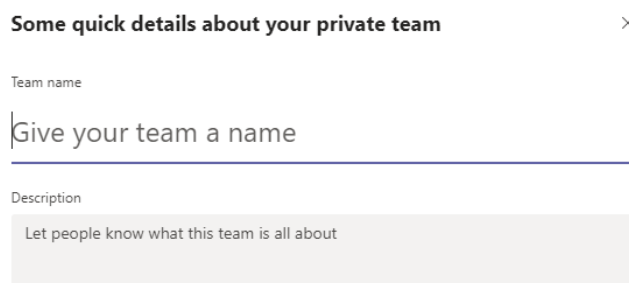 Some quick details about your private team
Team name
Give your team a name
Description
Let people know what this team is all about